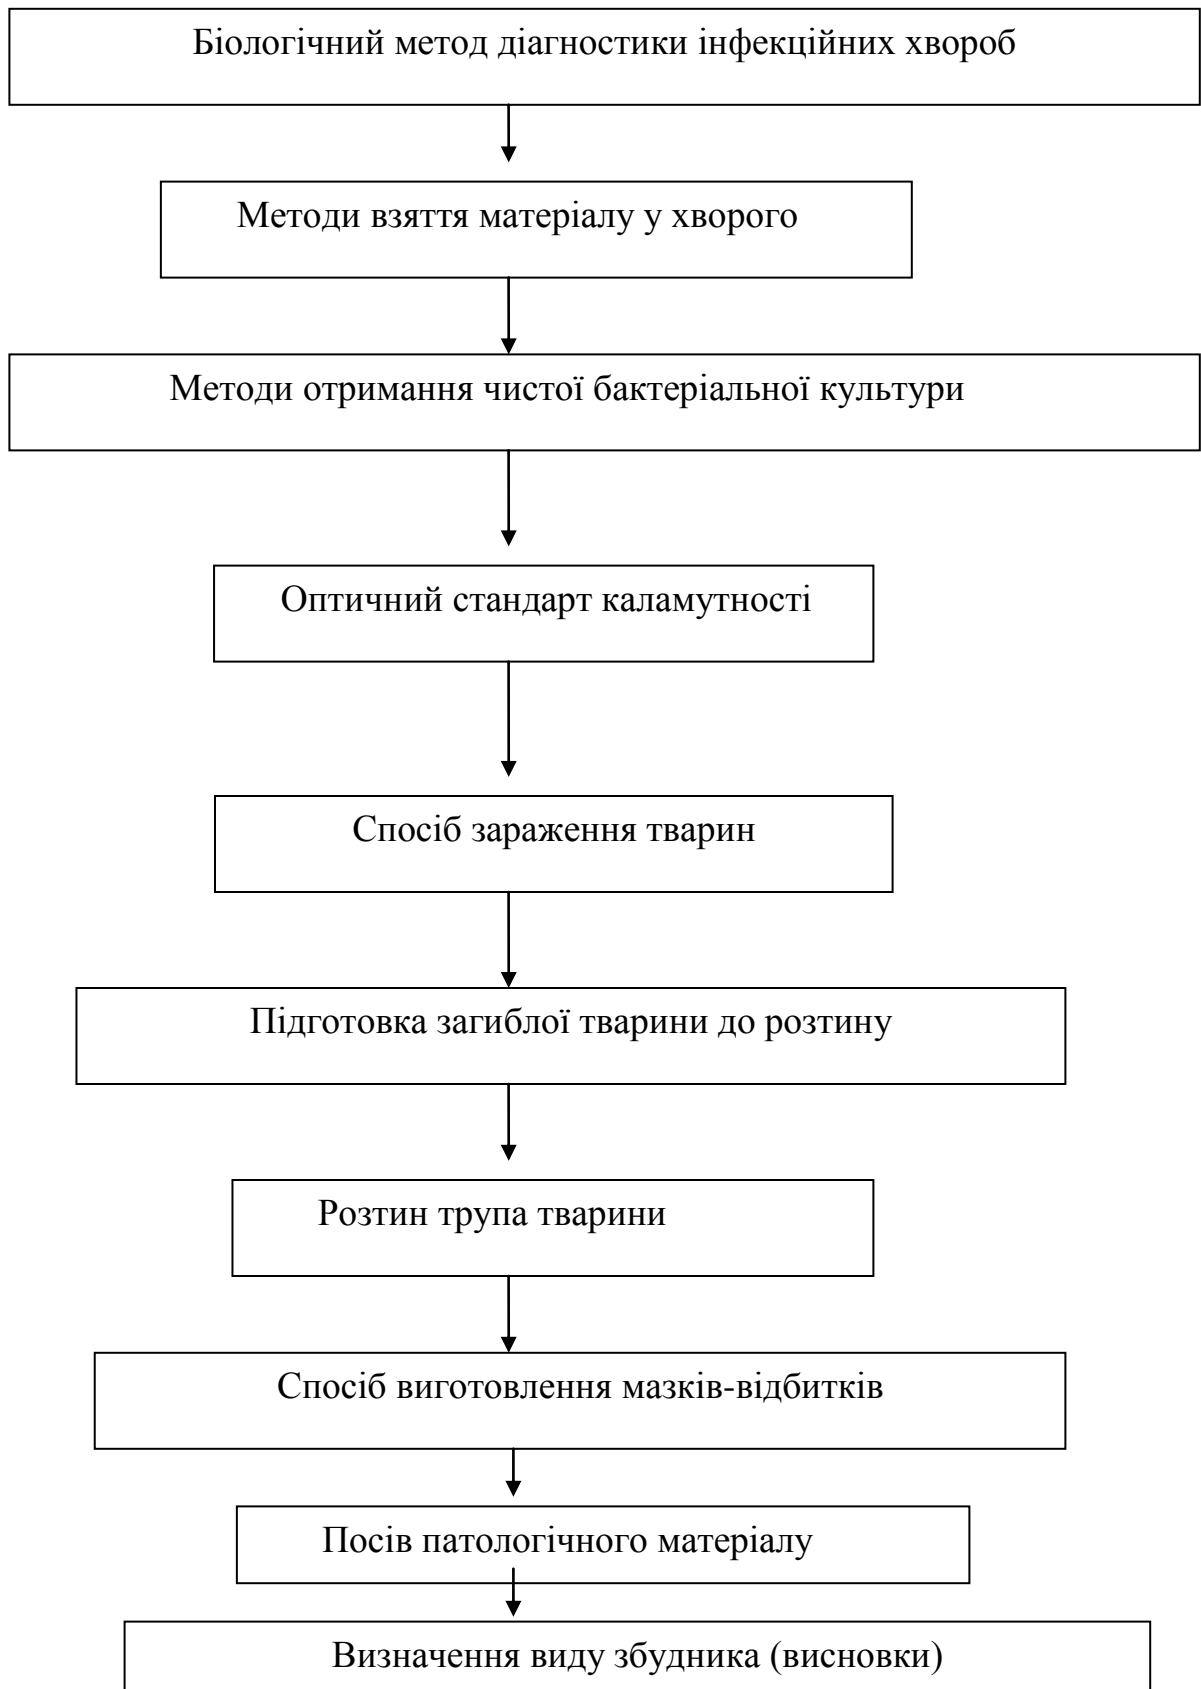 Біологічний метод діагностики інфекційних хвороб
Методи взяття матеріалу у хворого
Методи отримання чистої бактеріальної культури
Оптичний стандарт каламутності
Спосіб зараження тварин
Підготовка загиблої тварини до розтину
Розтин трупа тварини
Спосіб виготовлення мазків-відбитків
Посів патологічного матеріалу
Визначення виду збудника (висновки)